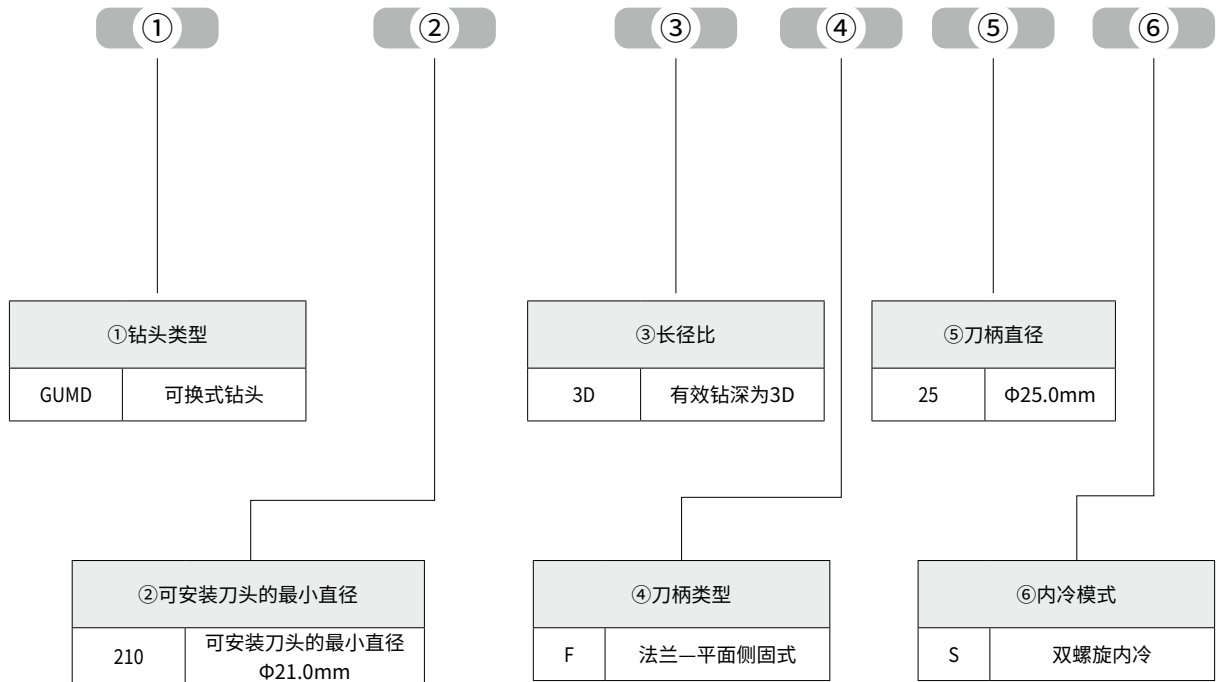 ① ② ③ ④ ⑤ ⑥
①钻头类型
GUMD 可换式钻头
③长径比
3D 有效钻深为3D
⑤刀柄直径
25 Φ25.0mm
②可安装刀头的最小直径
210 可安装刀头的最小直径
Φ21.0mm
④刀柄类型
F 法兰—平面侧固式
⑥内冷模式
S 双螺旋内冷